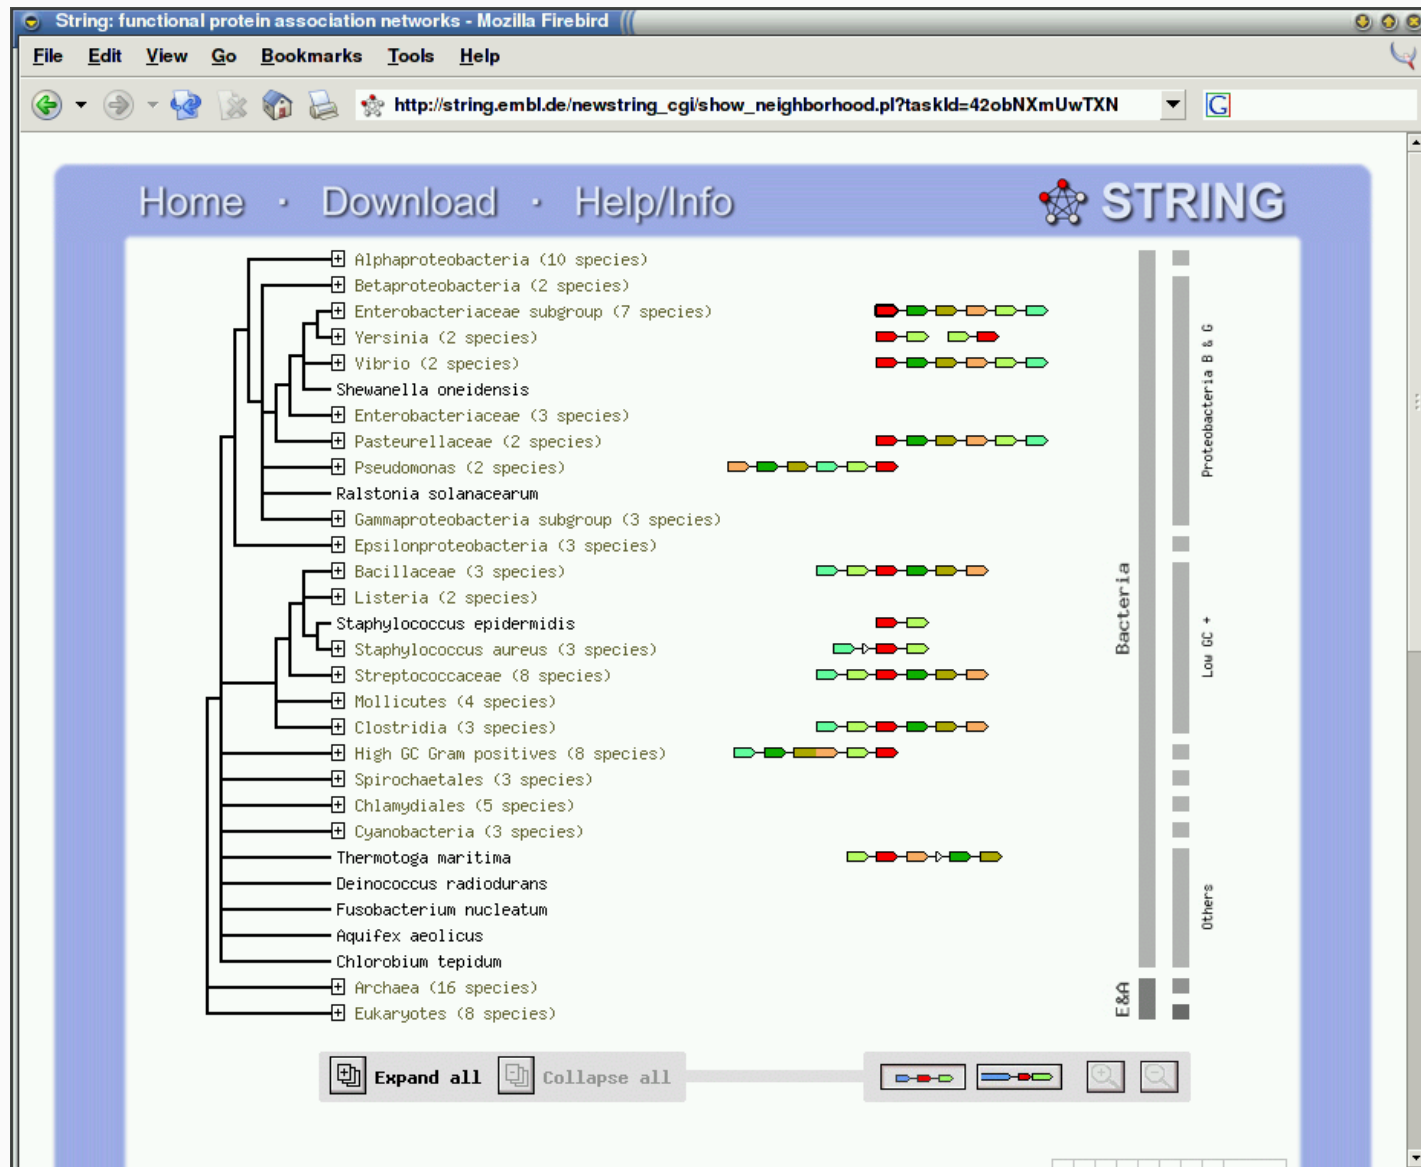 String: functional protein association networks - Mozilla Firebird
File Edit View Go Bookmarks Tools Help
http://string.embl.de/newstring_cgi/show_neighborhood.pl?taskId=42obNXmUwTXN
G
Home · Download · Help/Info
STRING
Alphaproteobacteria (10 species)
Betaproteobacteria (2 species)
Enterobacteriaceae subgroup (7 species)
Yersinia (2 species)
Vibrio (2 species)
Shewanella oneidensis
Enterobacteriaceae (3 species)
Pasteurellaceae (2 species)
Pseudomonas (2 species)
Ralstonia solanacearum
Gammaproteobacteria subgroup (3 species)
Epsilonproteobacteria (3 species)
Bacillaceae (3 species)
Listeria (2 species)
Staphylococcus epidermidis
Staphylococcus aureus (3 species)
Streptococcaceae (8 species)
Mollicutes (4 species)
Clostridia (3 species)
High GC Gram positives (8 species)
Spirochaetales (3 species)
Chlamydiales (5 species)
Cyanobacteria (3 species)
Thermotoga maritima
Deinococcus radiodurans
Fusobacterium nucleatum
Aquifex aeolicus
Chlorobium tepidum
Archaea (16 species)
Eukaryotes (8 species)
Bacteria
E&A
Proteobacteria B & G
Low GC +
Others
Expand all
Collapse all